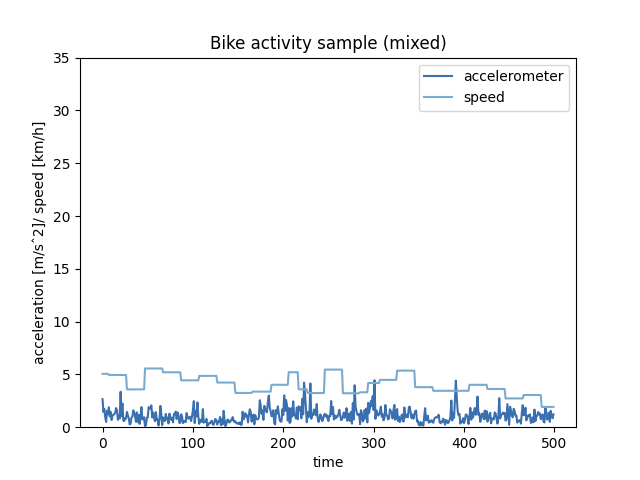 Bike activity sample (mixed)
accelerometer
speed
35
30
25
20
15
10
5
0
acceleration [m/sˆ2]/ speed [km/h]
0
100
200
300
400
500
time